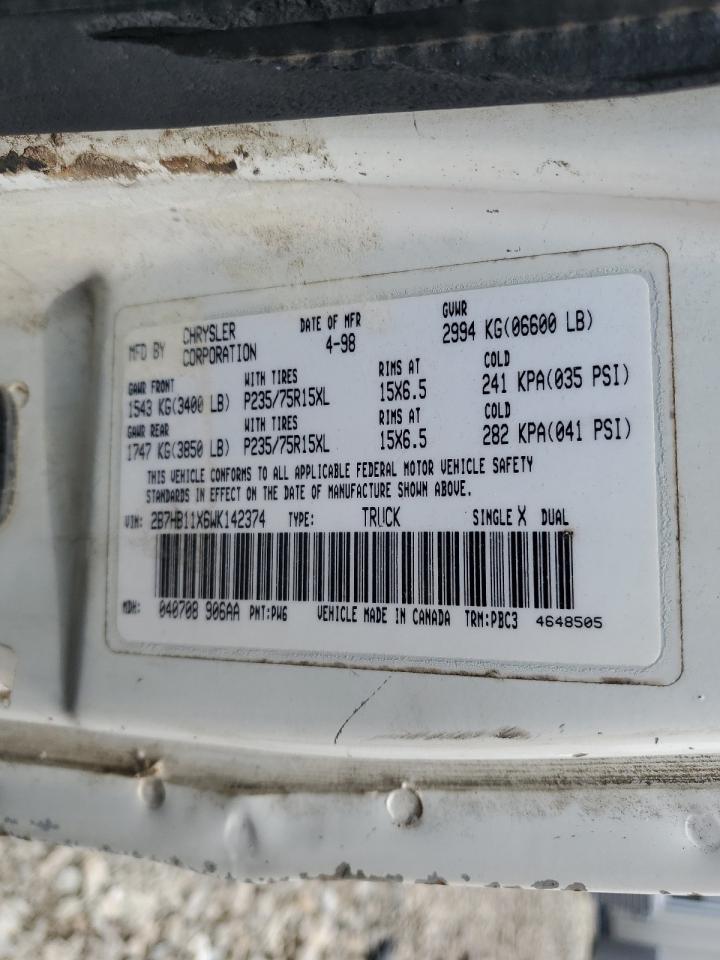 MFD BY CHRYSLER CORPORATION DATE OF MFR 4-98 GVWR 2994 KG(06600 LB)
GAWR FRONT WITH TIRES RIMS AT COLD
1543 KG(3400 LB) P235/75R15XL 15X6.5 241 KPA(035 PSI)
GAWR REAR WITH TIRES RIMS AT COLD
1747 KG(3850 LB) P235/75R15XL 15X6.5 282 KPA(041 PSI)
THIS VEHICLE CONFORMS TO ALL APPLICABLE FEDERAL MOTOR VEHICLE SAFETY
STANDARDS IN EFFECT ON THE DATE OF MANUFACTURE SHOWN ABOVE.
VIN: 2B7HB11X6WK142374 TYPE: TRUCK SINGLE X DUAL
MDH: 040708 906AA PNT:PW6 VEHICLE MADE IN CANADA TRM:PBC3 4648505